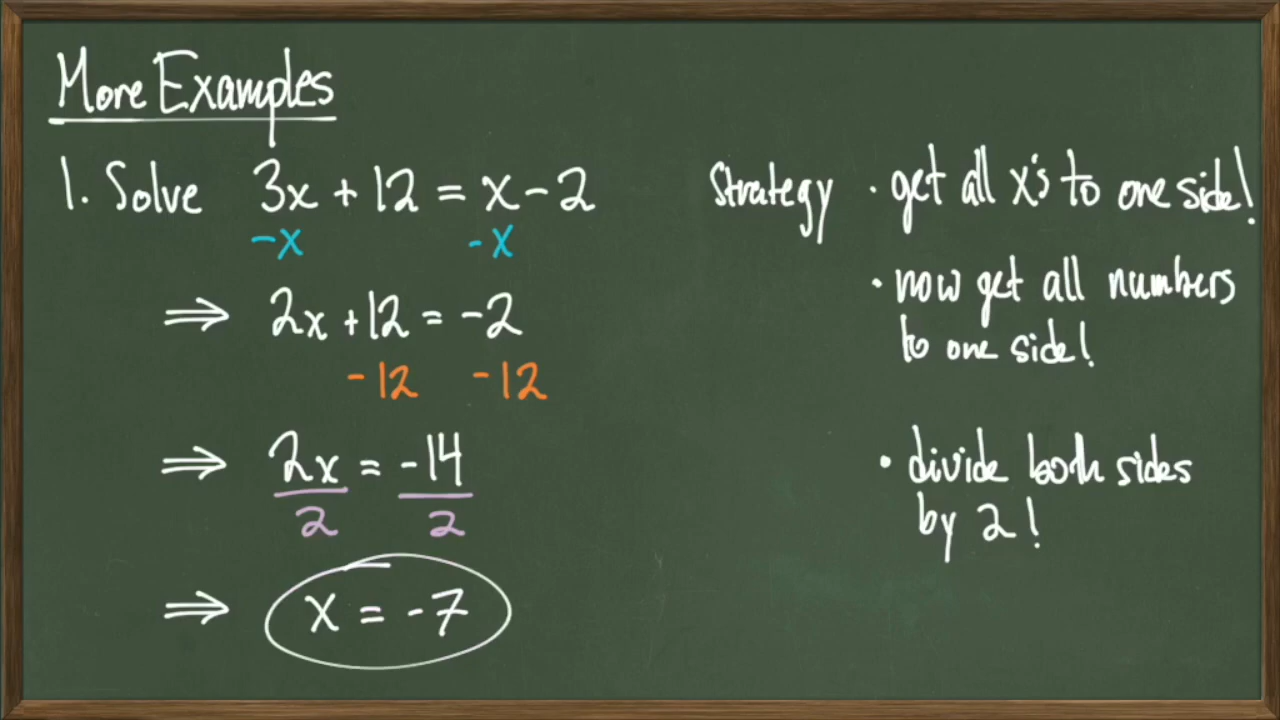 More Examples
1. Solve 3x + 12 = x - 2
-x -x
⇒ 2x + 12 = -2
-12 -12
⇒ 2x = -14
2 2
⇒ x = -7
Strategy · get all x's to one side!
· now get all numbers
to one side!
· divide both sides
by 2!